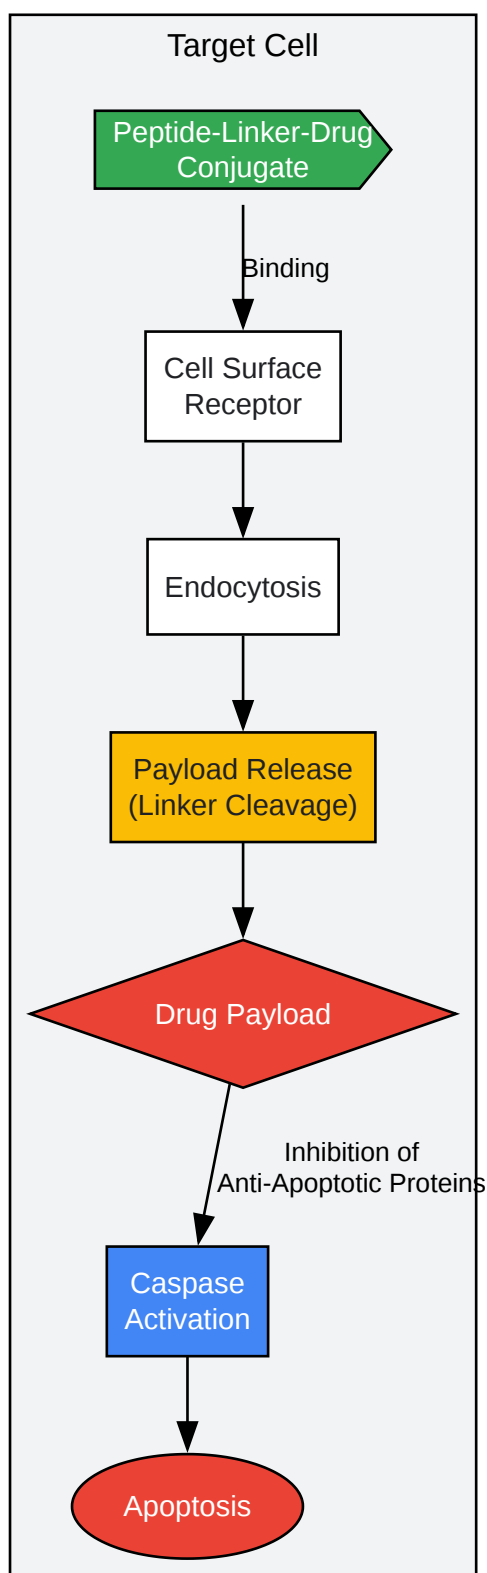 Target Cell
Peptide-Linker-Drug
Conjugate
Binding
Cell Surface
Receptor
Endocytosis
Payload Release
(Linker Cleavage)
Drug Payload
Inhibition of
Anti-Apoptotic Proteins
Caspase
Activation
Apoptosis